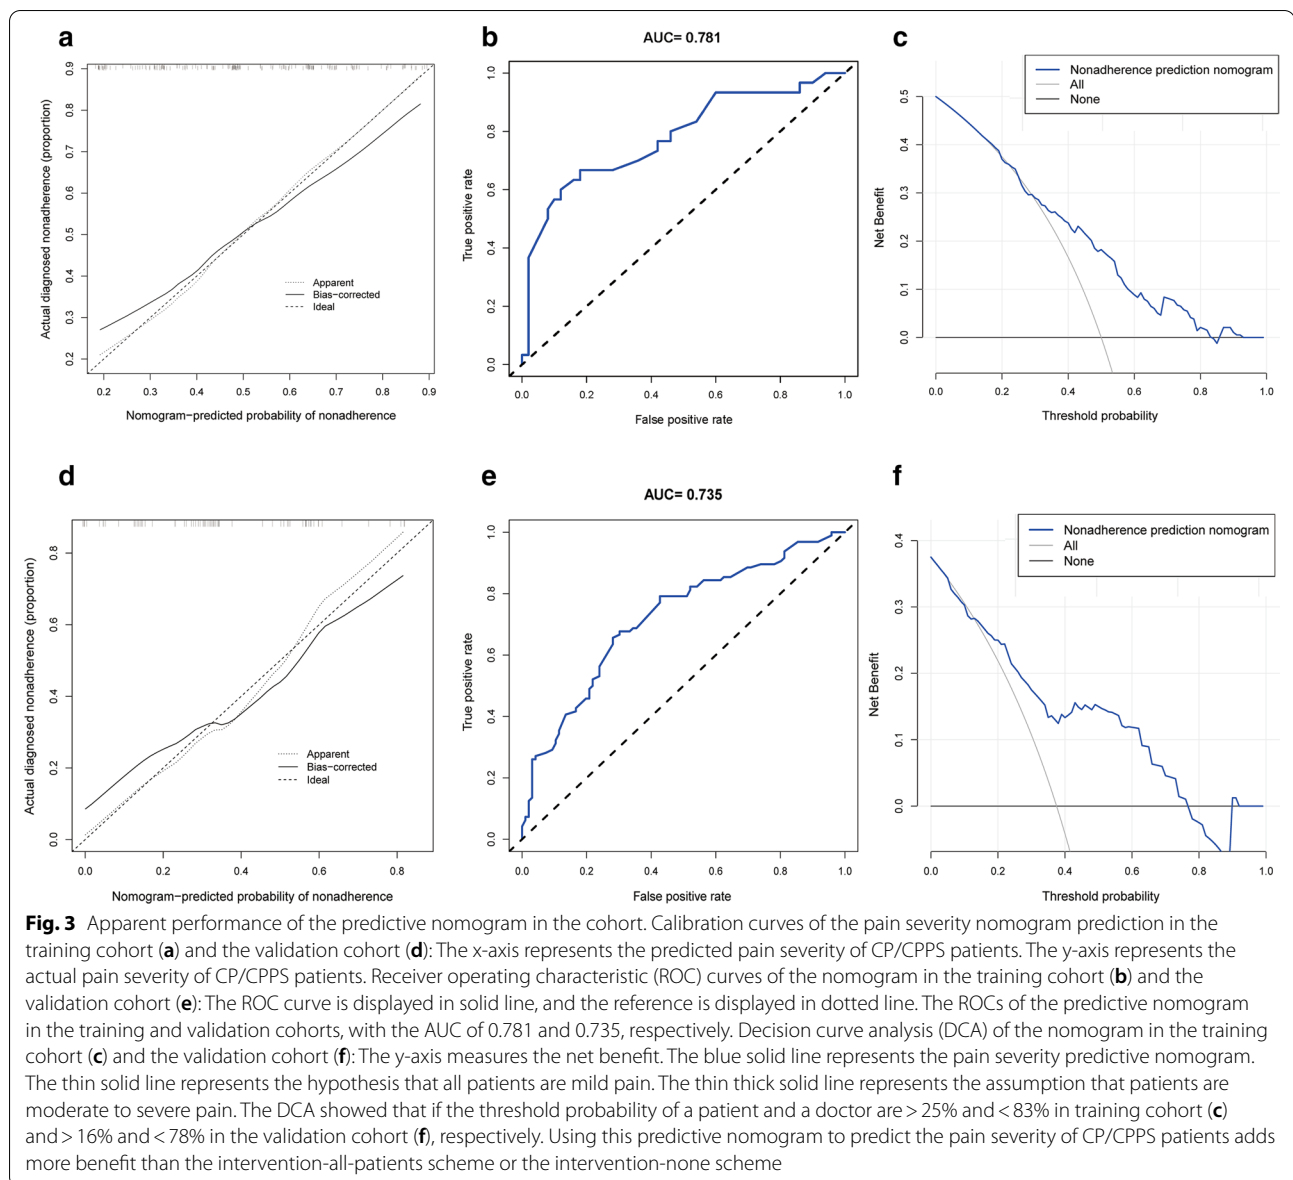 a
Actual diagnosed nonadherence (proportion)
0.9
0.8
0.7
0.6
0.5
0.4
0.3
0.2
Apparent
Bias−corrected
Ideal
0.2 0.3 0.4 0.5 0.6 0.7 0.8 0.9
Nomogram−predicted probability of nonadherence
b
AUC= 0.781
True positive rate
1.0
0.8
0.6
0.4
0.2
0.0
0.0 0.2 0.4 0.6 0.8 1.0
False positive rate
c
Nonadherence prediction nomogram
All
None
Net Benefit
0.5
0.4
0.3
0.2
0.1
0.0
0.0 0.2 0.4 0.6 0.8 1.0
Threshold probability
d
Actual diagnosed nonadherence (proportion)
0.8
0.6
0.4
0.2
0.0
Apparent
Bias−corrected
Ideal
0.0 0.2 0.4 0.6 0.8
Nomogram−predicted probability of nonadherence
e
AUC= 0.735
True positive rate
1.0
0.8
0.6
0.4
0.2
0.0
0.0 0.2 0.4 0.6 0.8 1.0
False positive rate
f
Nonadherence prediction nomogram
All
None
Net Benefit
0.4
0.3
0.2
0.1
0.0
0.0 0.2 0.4 0.6 0.8 1.0
Threshold probability
Fig. 3 Apparent performance of the predictive nomogram in the cohort. Calibration curves of the pain severity nomogram prediction in the
training cohort (a) and the validation cohort (d): The x-axis represents the predicted pain severity of CP/CPPS patients. The y-axis represents the
actual pain severity of CP/CPPS patients. Receiver operating characteristic (ROC) curves of the nomogram in the training cohort (b) and the
validation cohort (e): The ROC curve is displayed in solid line, and the reference is displayed in dotted line. The ROCs of the predictive nomogram
in the training and validation cohorts, with the AUC of 0.781 and 0.735, respectively. Decision curve analysis (DCA) of the nomogram in the training
cohort (c) and the validation cohort (f): The y-axis measures the net benefit. The blue solid line represents the pain severity predictive nomogram.
The thin solid line represents the hypothesis that all patients are mild pain. The thin thick solid line represents the assumption that patients are
moderate to severe pain. The DCA showed that if the threshold probability of a patient and a doctor are > 25% and < 83% in training cohort (c)
and > 16% and < 78% in the validation cohort (f), respectively. Using this predictive nomogram to predict the pain severity of CP/CPPS patients adds
more benefit than the intervention-all-patients scheme or the intervention-none scheme